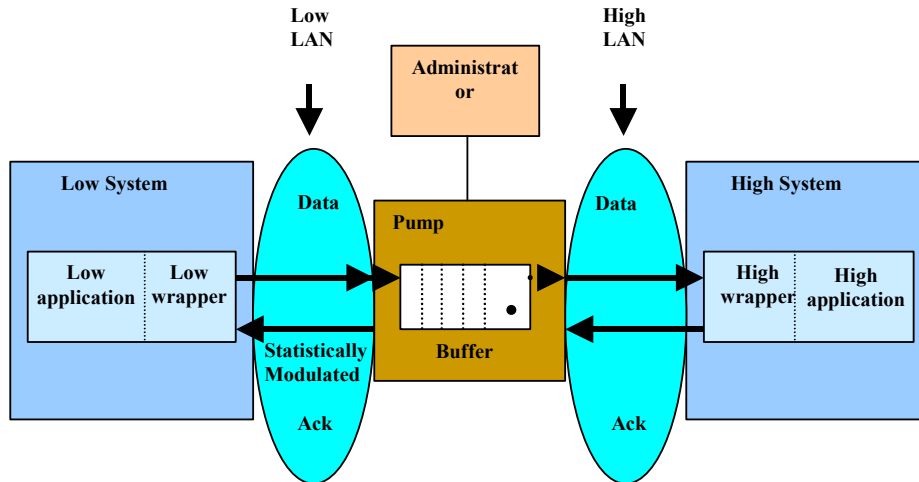 Low
LAN
High
LAN
Administrat
or
Low System
High System
Data
Data
Pump
Low
application
Low
wrapper
High
wrapper
High
application
Buffer
Statistically
Modulated
Ack
Ack